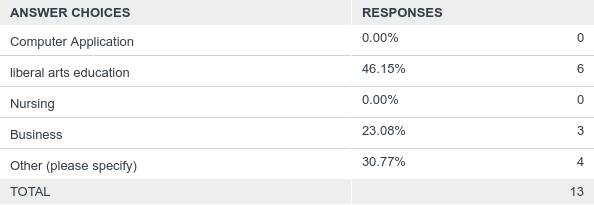 ANSWER CHOICES RESPONSES
Computer Application 0.00% 0
liberal arts education 46.15% 6
Nursing 0.00% 0
Business 23.08% 3
Other (please specify) 30.77% 4
TOTAL 13